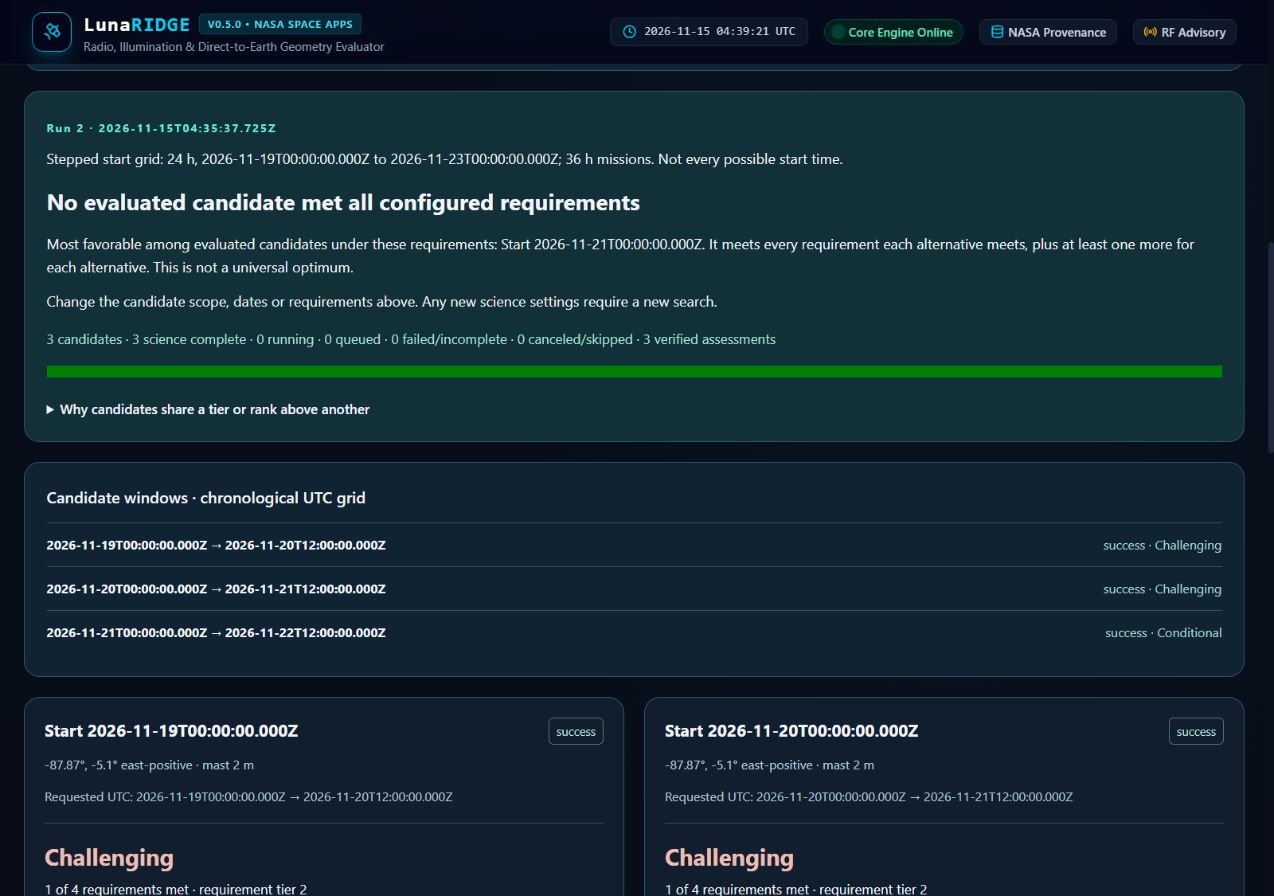 LunaRIDGE V0.5.0 • NASA SPACE APPS
Radio, Illumination & Direct-to-Earth Geometry Evaluator
2026-11-15 04:39:21 UTC
Core Engine Online
NASA Provenance
RF Advisory
Run 2 · 2026-11-15T04:35:37.725Z
Stepped start grid: 24 h, 2026-11-19T00:00:00.000Z to 2026-11-23T00:00:00.000Z; 36 h missions. Not every possible start time.
No evaluated candidate met all configured requirements
Most favorable among evaluated candidates under these requirements: Start 2026-11-21T00:00:00.000Z. It meets every requirement each alternative meets, plus at least one more for
each alternative. This is not a universal optimum.
Change the candidate scope, dates or requirements above. Any new science settings require a new search.
3 candidates · 3 science complete · 0 running · 0 queued · 0 failed/incomplete · 0 canceled/skipped · 3 verified assessments
Why candidates share a tier or rank above another
Candidate windows · chronological UTC grid
2026-11-19T00:00:00.000Z → 2026-11-20T12:00:00.000Z success · Challenging
2026-11-20T00:00:00.000Z → 2026-11-21T12:00:00.000Z success · Challenging
2026-11-21T00:00:00.000Z → 2026-11-22T12:00:00.000Z success · Conditional
Start 2026-11-19T00:00:00.000Z success
-87.87°, -5.1° east-positive · mast 2 m
Requested UTC: 2026-11-19T00:00:00.000Z → 2026-11-20T12:00:00.000Z
Challenging
1 of 4 requirements met · requirement tier 2
Start 2026-11-20T00:00:00.000Z success
-87.87°, -5.1° east-positive · mast 2 m
Requested UTC: 2026-11-20T00:00:00.000Z → 2026-11-21T12:00:00.000Z
Challenging
1 of 4 requirements met · requirement tier 2